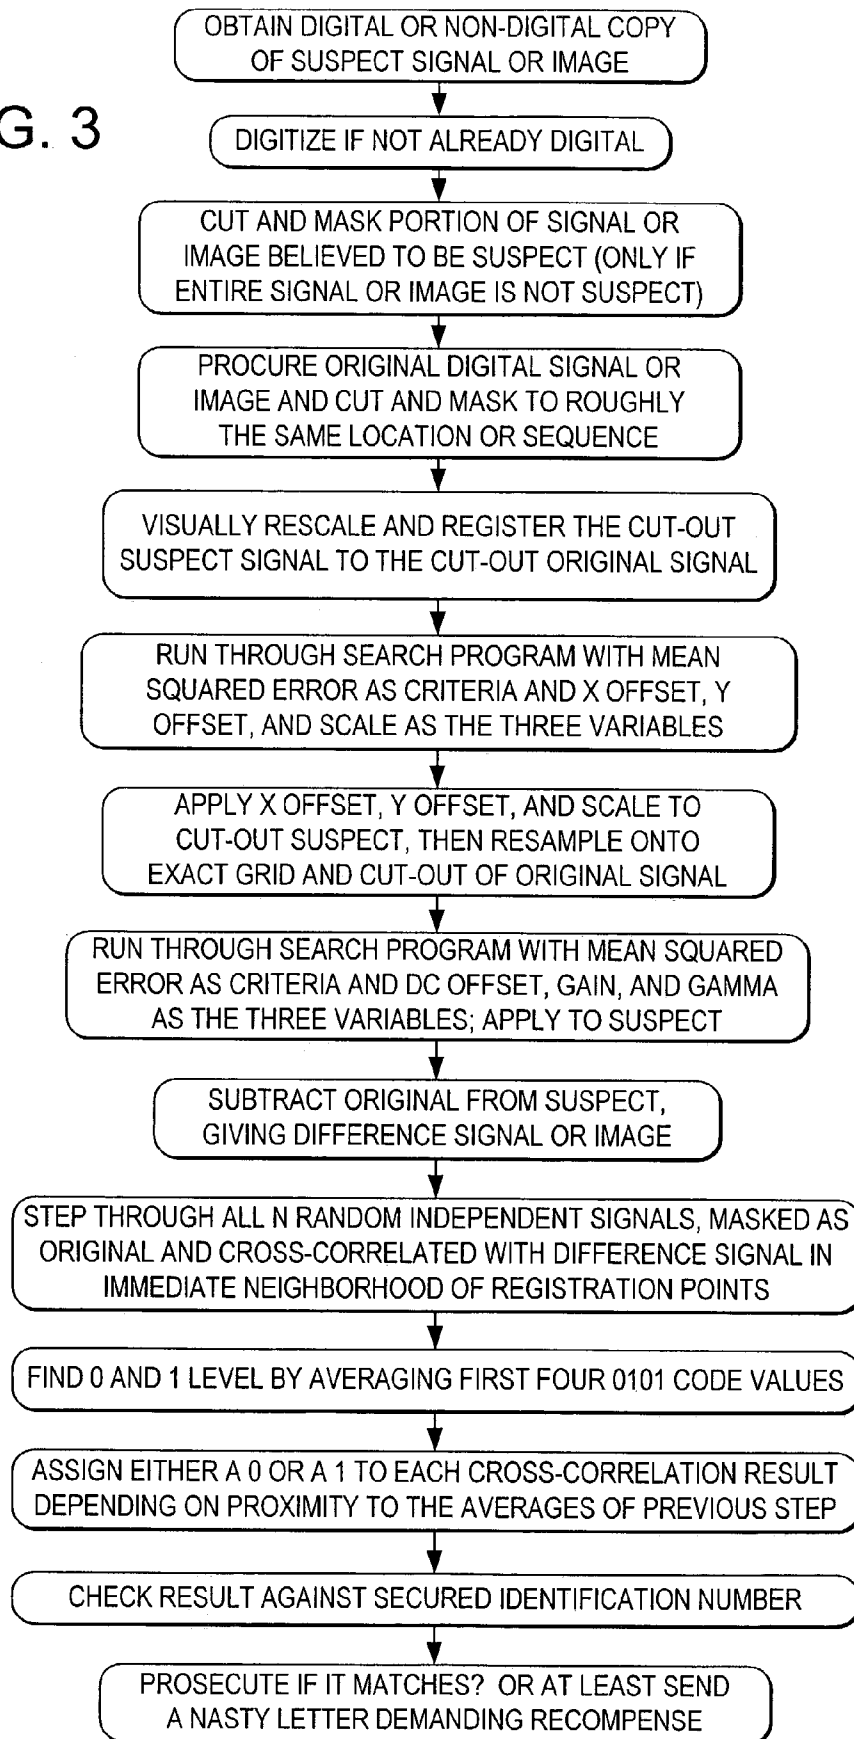 OBTAIN DIGITAL OR NON-DIGITAL COPY
OF SUSPECT SIGNAL OR IMAGE
G. 3
DIGITIZE IF NOT ALREADY DIGITAL
CUT AND MASK PORTION OF SIGNAL OR
IMAGE BELIEVED TO BE SUSPECT (ONLY IF
ENTIRE SIGNAL OR IMAGE IS NOT SUSPECT)
PROCURE ORIGINAL DIGITAL SIGNAL OR
IMAGE AND CUT AND MASK TO ROUGHLY
THE SAME LOCATION OR SEQUENCE
VISUALLY RESCALE AND REGISTER THE CUT-OUT
SUSPECT SIGNAL TO THE CUT-OUT ORIGINAL SIGNAL
RUN THROUGH SEARCH PROGRAM WITH MEAN
SQUARED ERROR AS CRITERIA AND X OFFSET, Y
OFFSET, AND SCALE AS THE THREE VARIABLES
APPLY X OFFSET, Y OFFSET, AND SCALE TO
CUT-OUT SUSPECT, THEN RESAMPLE ONTO
EXACT GRID AND CUT-OUT OF ORIGINAL SIGNAL
RUN THROUGH SEARCH PROGRAM WITH MEAN SQUARED
ERROR AS CRITERIA AND DC OFFSET, GAIN, AND GAMMA
AS THE THREE VARIABLES; APPLY TO SUSPECT
SUBTRACT ORIGINAL FROM SUSPECT,
GIVING DIFFERENCE SIGNAL OR IMAGE
STEP THROUGH ALL N RANDOM INDEPENDENT SIGNALS, MASKED AS
ORIGINAL AND CROSS-CORRELATED WITH DIFFERENCE SIGNAL IN
IMMEDIATE NEIGHBORHOOD OF REGISTRATION POINTS
FIND 0 AND 1 LEVEL BY AVERAGING FIRST FOUR 0101 CODE VALUES
ASSIGN EITHER A 0 OR A 1 TO EACH CROSS-CORRELATION RESULT
DEPENDING ON PROXIMITY TO THE AVERAGES OF PREVIOUS STEP
CHECK RESULT AGAINST SECURED IDENTIFICATION NUMBER
PROSECUTE IF IT MATCHES? OR AT LEAST SEND
A NASTY LETTER DEMANDING RECOMPENSE